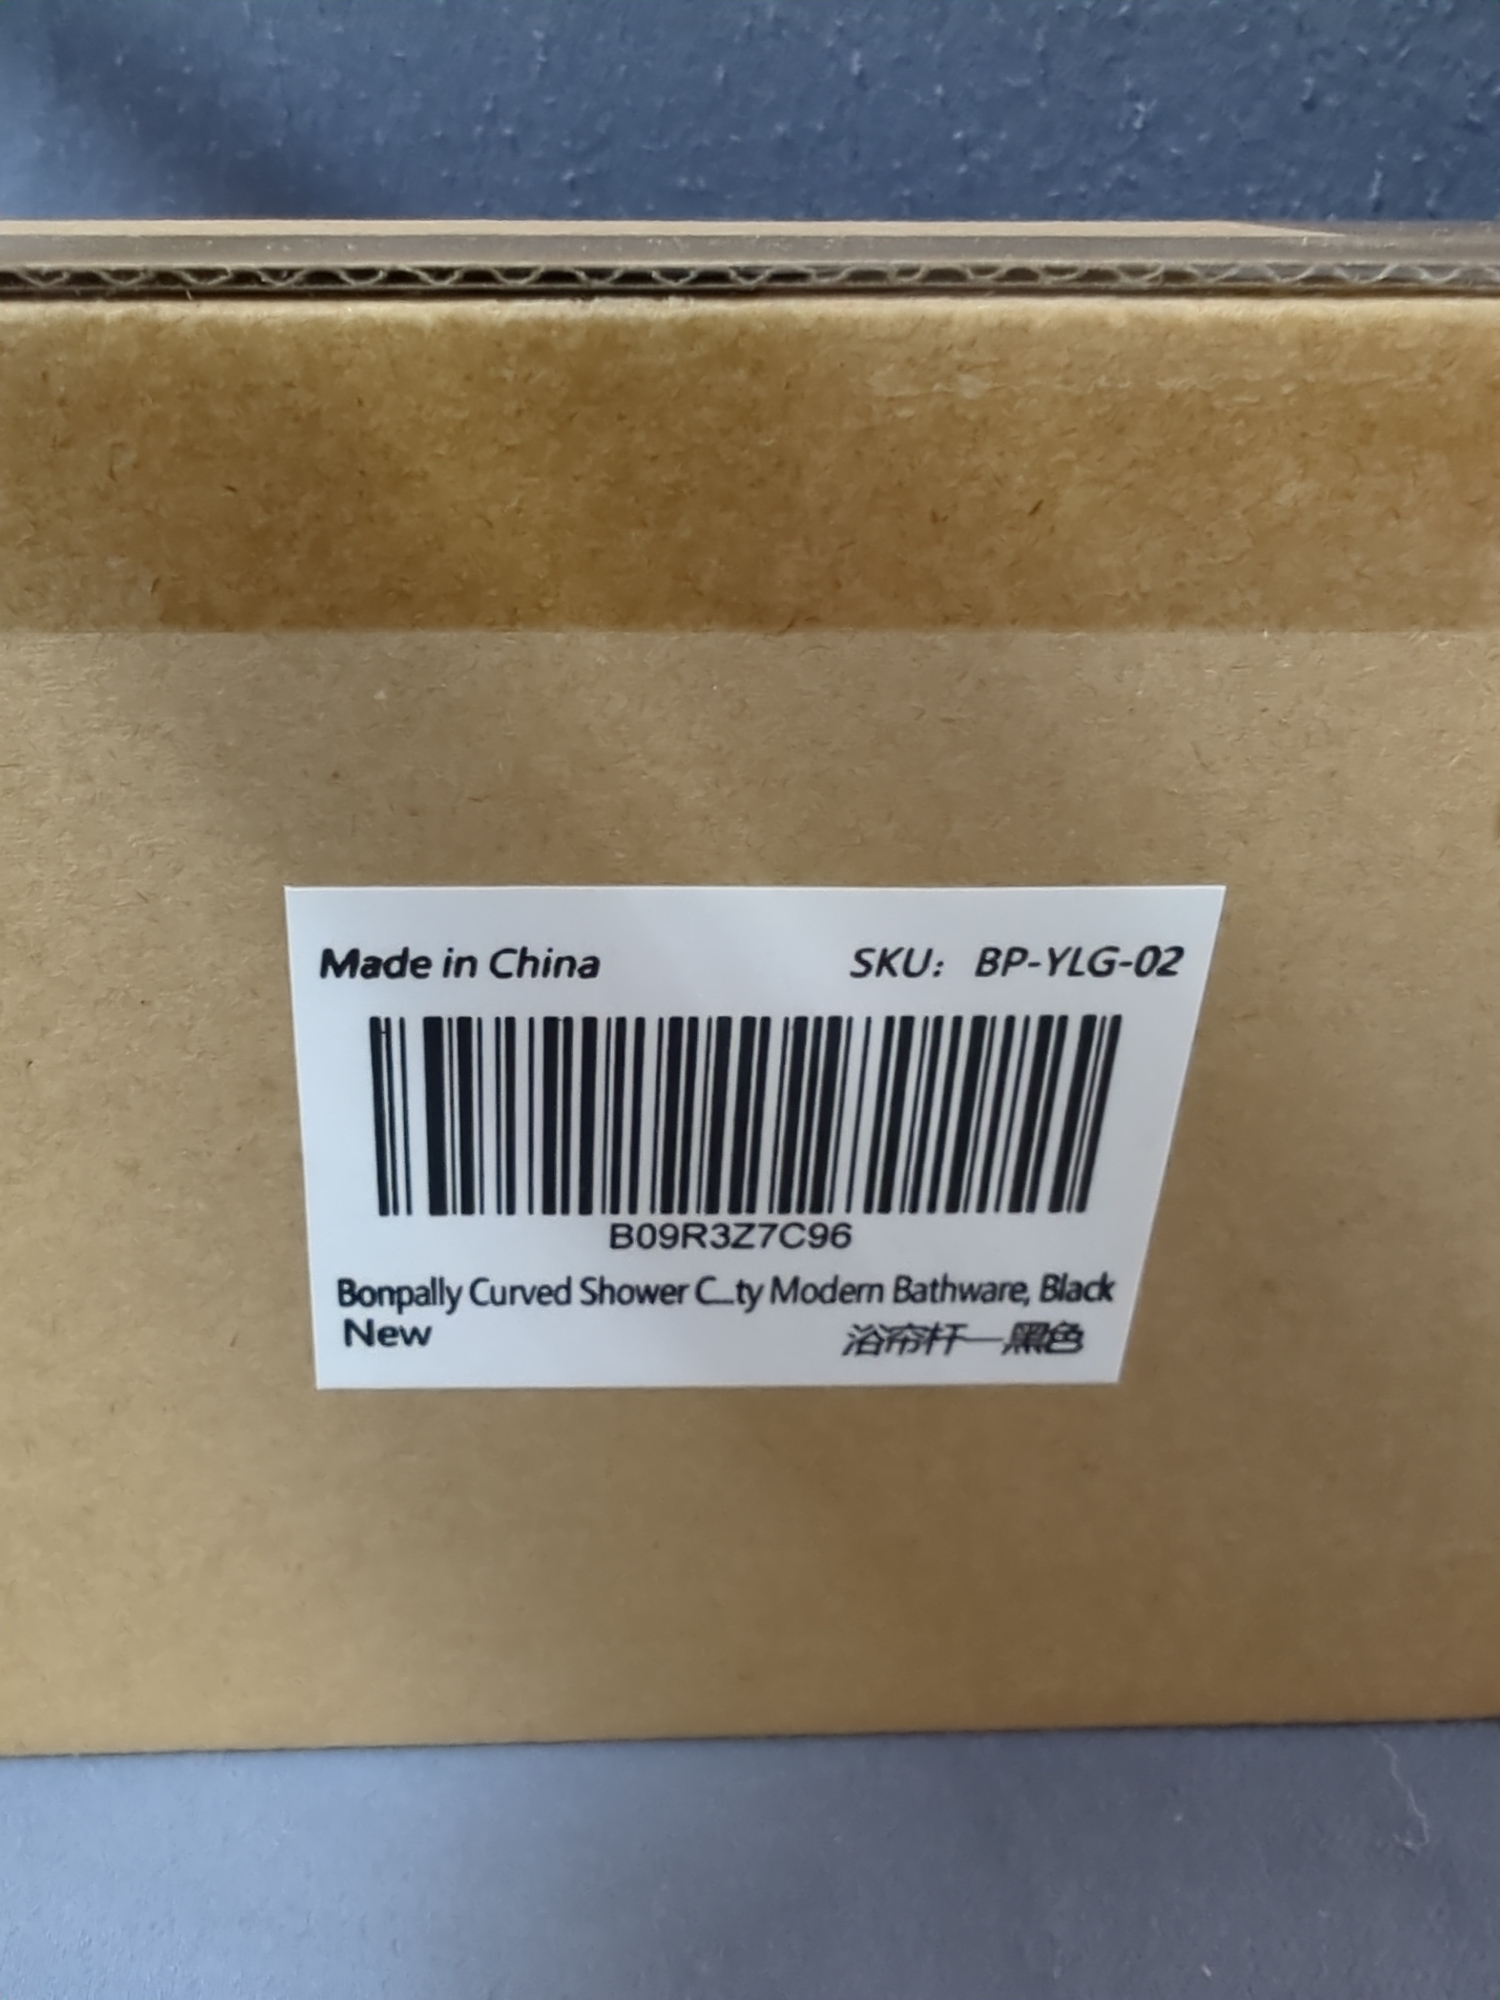 Made in China SKU: BP-YLG-02
B09R3Z7C96
Bonpally Curved Shower C...ty Modern Bathware, Black
New 浴帘杆—黑色